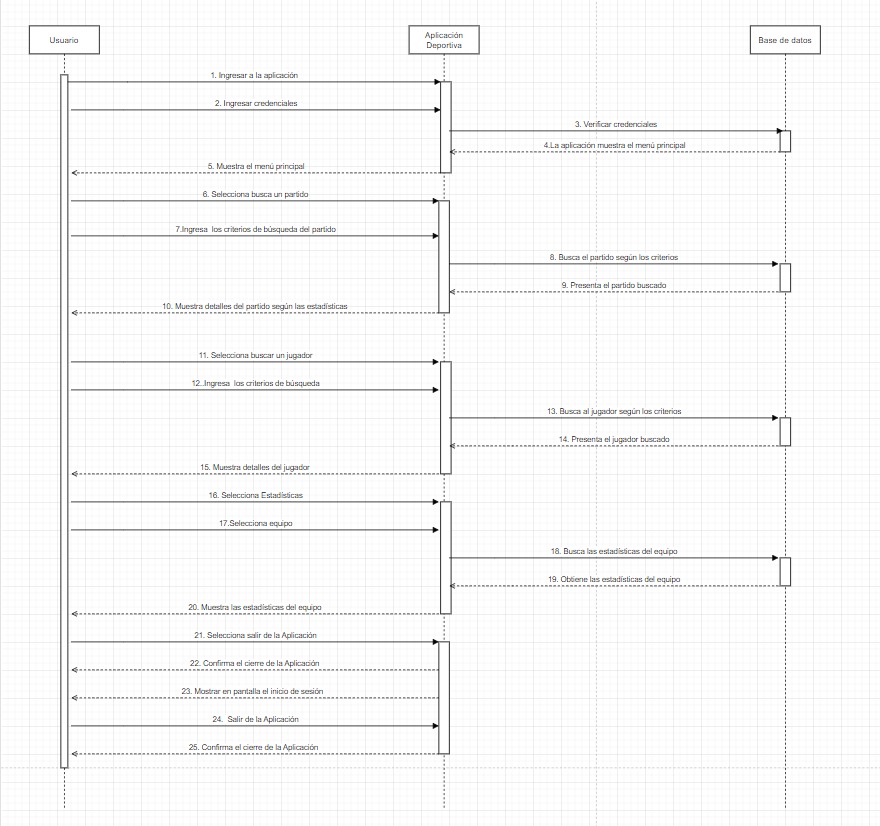 Usuario
Aplicación
Deportiva
Base de datos
1. Ingresar a la aplicación
2. Ingresar credenciales
3. Verificar credenciales
4.La aplicación muestra el menú principal
5. Muestra el menú principal
6. Selecciona busca un partido
7.Ingresa los criterios de búsqueda del partido
8. Busca el partido según los criterios
9. Presenta el partido buscado
10. Muestra detalles del partido según las estadísticas
11. Selecciona buscar un jugador
12..Ingresa los criterios de búsqueda
13. Busca al jugador según los criterios
14. Presenta el jugador buscado
15. Muestra detalles del jugador
16. Selecciona Estadísticas
17.Selecciona equipo
18. Busca las estadísticas del equipo
19. Obtiene las estadísticas del equipo
20. Muestra las estadísticas del equipo
21. Selecciona salir de la Aplicación
22. Confirma el cierre de la Aplicación
23. Mostrar en pantalla el inicio de sesión
24. Salir de la Aplicación
25. Confirma el cierre de la Aplicación